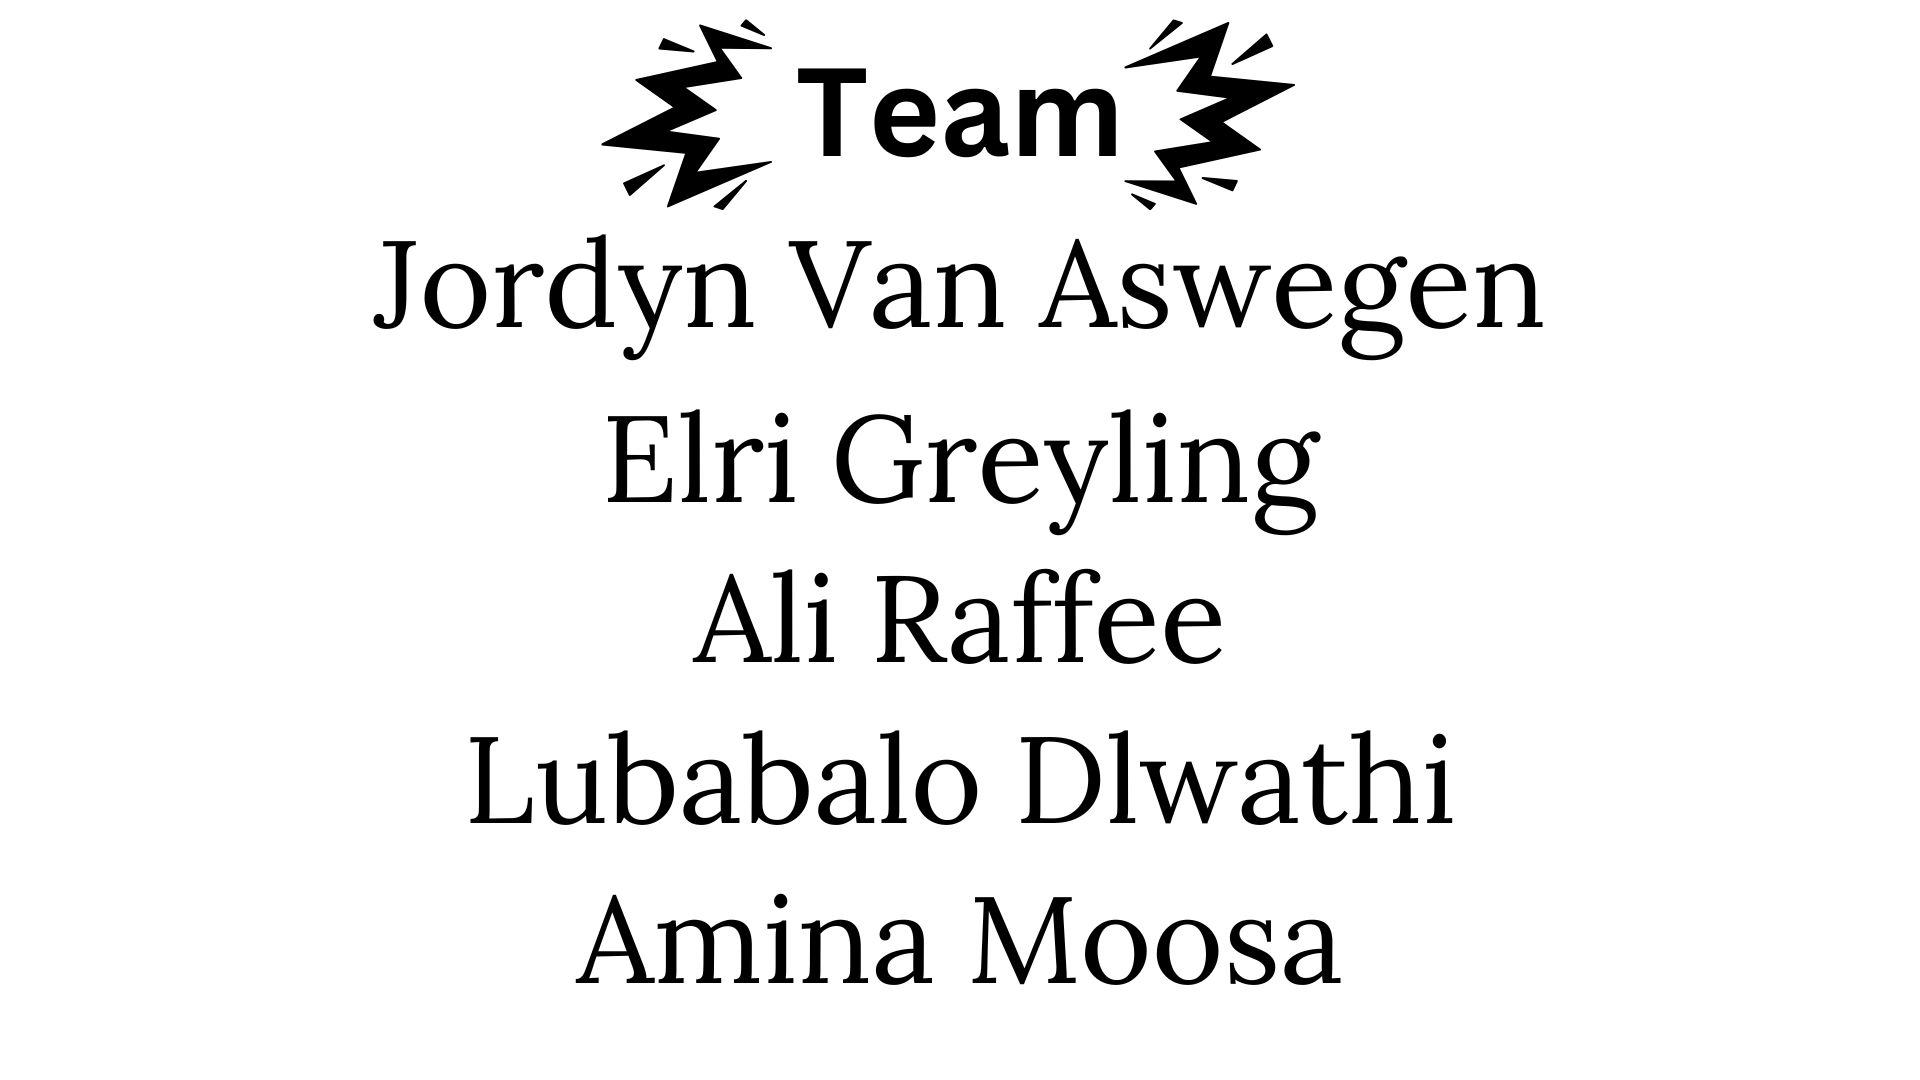 Team
Jordyn Van Aswegen
Elri Greyling
Ali Raffee
Lubabalo Dlwathi
Amina Moosa